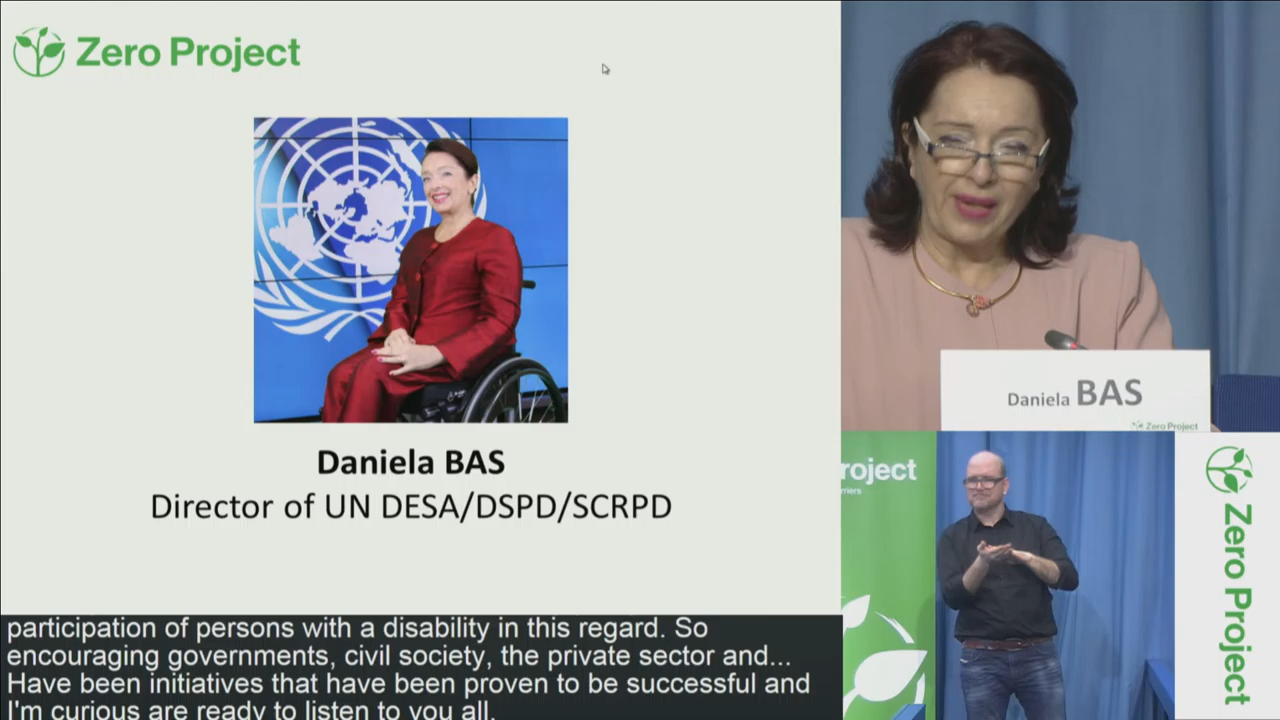 Zero Project
Daniela BAS
Director of UN DESA/DSPD/SCRPD
participation of persons with a disability in this regard. So
encouraging governments, civil society, the private sector and...
Have been initiatives that have been proven to be successful and
I'm curious are ready to listen to you all.
Daniela BAS
Zero Project
roject
rriers
Zero Project